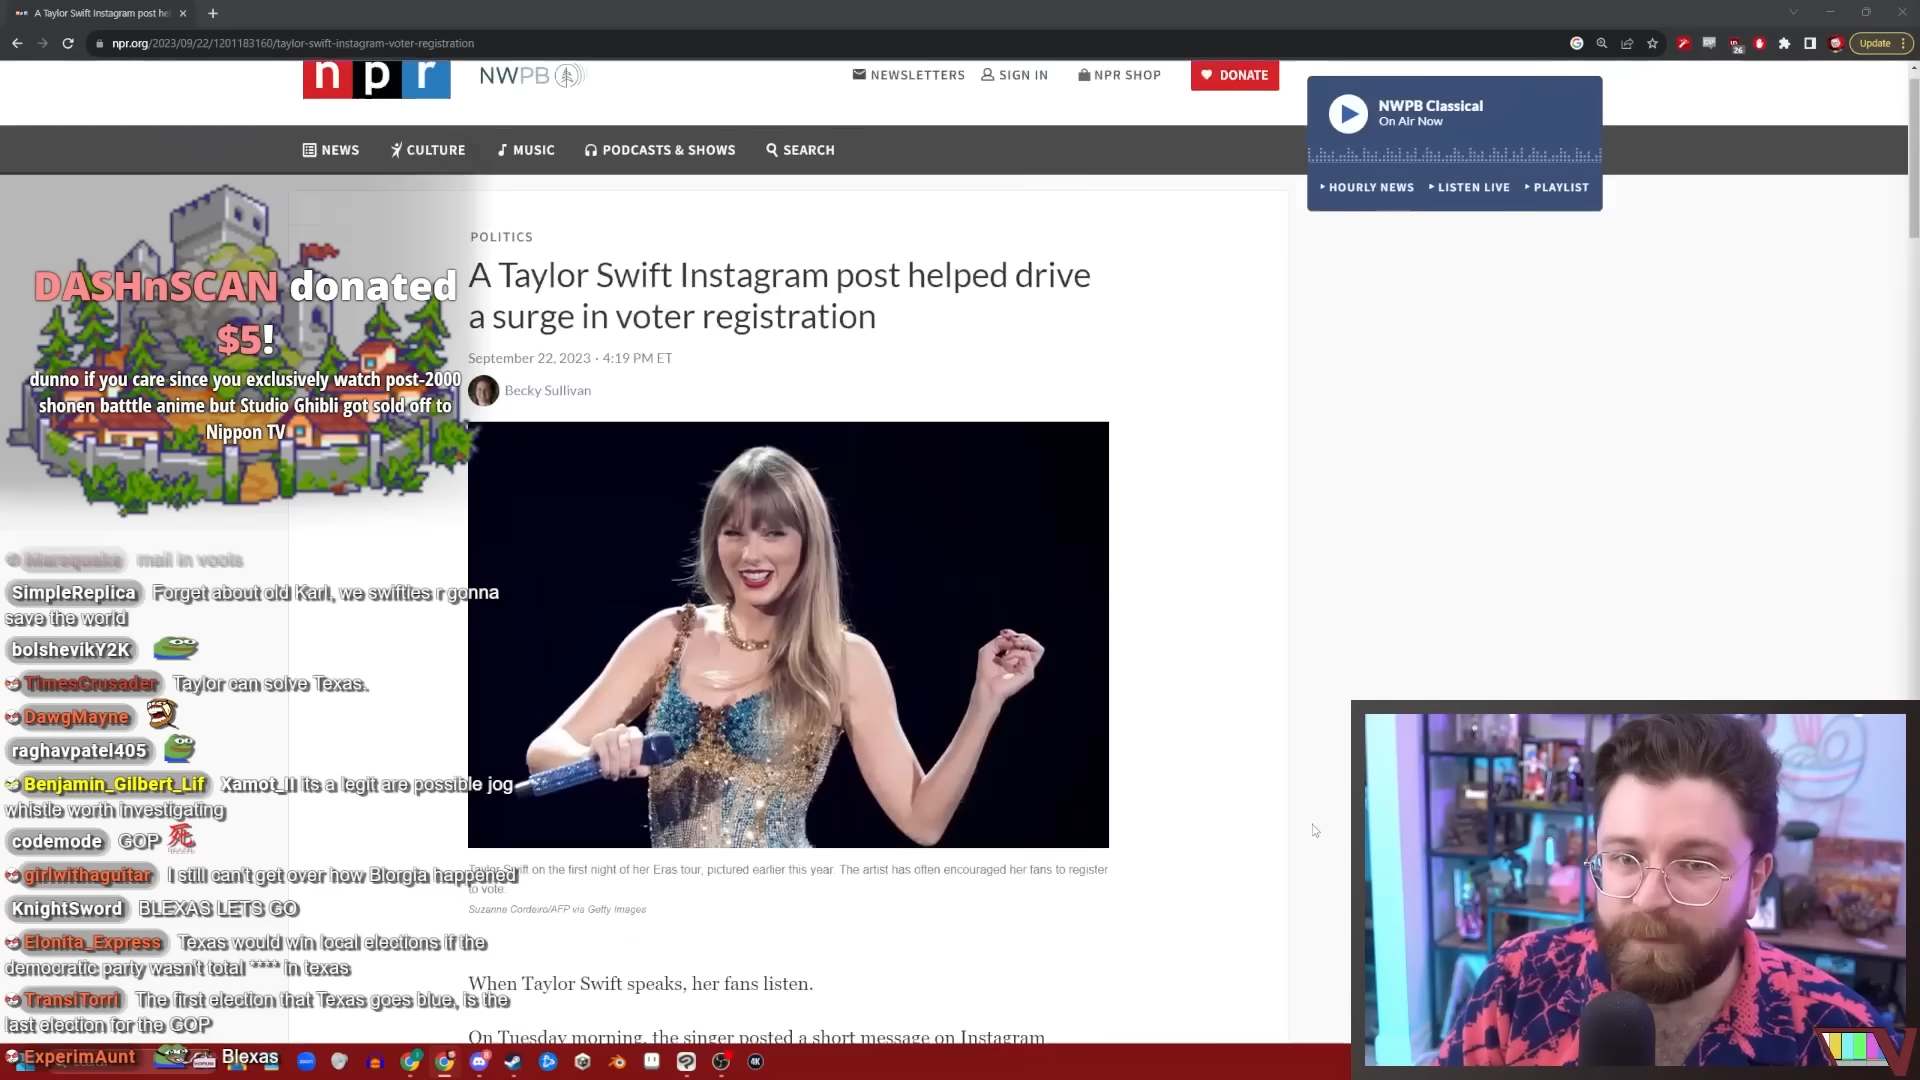 A Taylor Swift Instagram post he
npr.org/2023/09/22/1201183160/taylor-swift-instagram-voter-registration
26
Update
npr
NWPB
NEWSLETTERS
SIGN IN
NPR SHOP
DONATE
NWPB Classical
On Air Now
HOURLY NEWS
LISTEN LIVE
PLAYLIST
NEWS
CULTURE
MUSIC
PODCASTS & SHOWS
SEARCH
POLITICS
A Taylor Swift Instagram post helped drive
a surge in voter registration
September 22, 2023 · 4:19 PM ET
Becky Sullivan
DASHnSCAN donated
$5!
dunno if you care since you exclusively watch post-2000
shonen batttle anime but Studio Ghibli got sold off to
Nippon TV
mail in voots
SimpleReplica Forget about old Karl, we swifties r gonna
save the world
bolshevikY2K
TimesCrusader Taylor can solve Texas.
DawgMayne
raghavpatel405
Benjamin_Gilbert_Lif Xamot_II its a legit are possible jog
whistle worth investigating
codemode GOP 死
girlwithaguitar I still can't get over how Blorgia happened
KnightSword BLEXAS LETS GO
Elonita_Express Texas would win local elections if the
democratic party wasn't total **** in texas
TransiTorri The first election that Texas goes blue, is the
last election for the GOP
ExperimAunt Blexas
Taylor Swift on the first night of her Eras tour, pictured earlier this year. The artist has often encouraged her fans to register
to vote.
Suzanne Cordeiro/AFP via Getty Images
When Taylor Swift speaks, her fans listen.
On Tuesday morning, the singer posted a short message on Instagram
4K
V